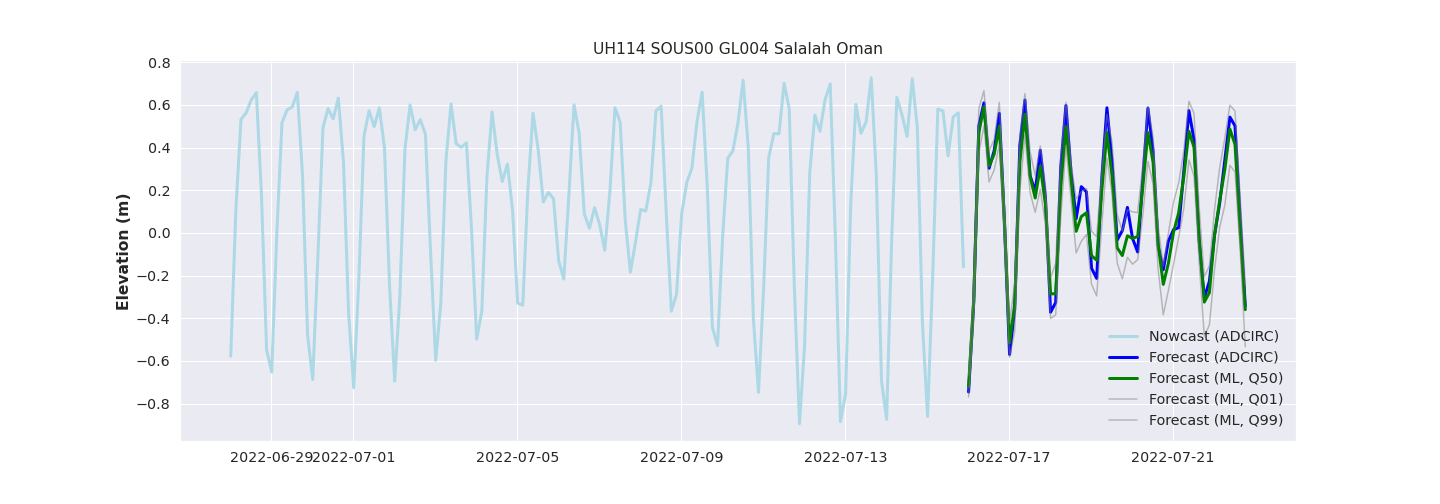 UH114 SOUS00 GL004 Salalah Oman
0.8
0.6
0.4
0.2
0.0
−0.2
−0.4
−0.6
−0.8
Elevation (m)
2022-06-29 2022-07-01 2022-07-05 2022-07-09 2022-07-13 2022-07-17 2022-07-21
Nowcast (ADCIRC)
Forecast (ADCIRC)
Forecast (ML, Q50)
Forecast (ML, Q01)
Forecast (ML, Q99)